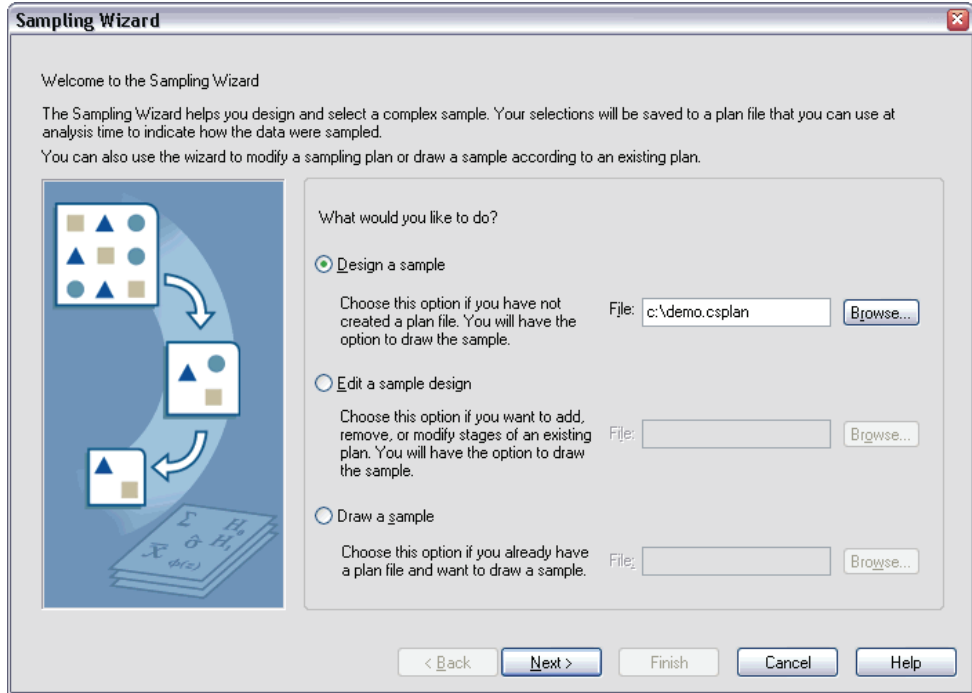 Sampling Wizard
Welcome to the Sampling Wizard
The Sampling Wizard helps you design and select a complex sample. Your selections will be saved to a plan file that you can use at
analysis time to indicate how the data were sampled.
You can also use the wizard to modify a sampling plan or draw a sample according to an existing plan.
What would you like to do?
Design a sample
Choose this option if you have not
created a plan file. You will have the
option to draw the sample.
File: c:\demo.csplan Browse...
Edit a sample design
Choose this option if you want to add,
remove, or modify stages of an existing
plan. You will have the option to draw
the sample.
File: Browse...
Draw a sample
Choose this option if you already have
a plan file and want to draw a sample.
File: Browse...
Σ H₀
x̄ σ̂ H₁
ϕ(z)
< Back Next > Finish Cancel Help